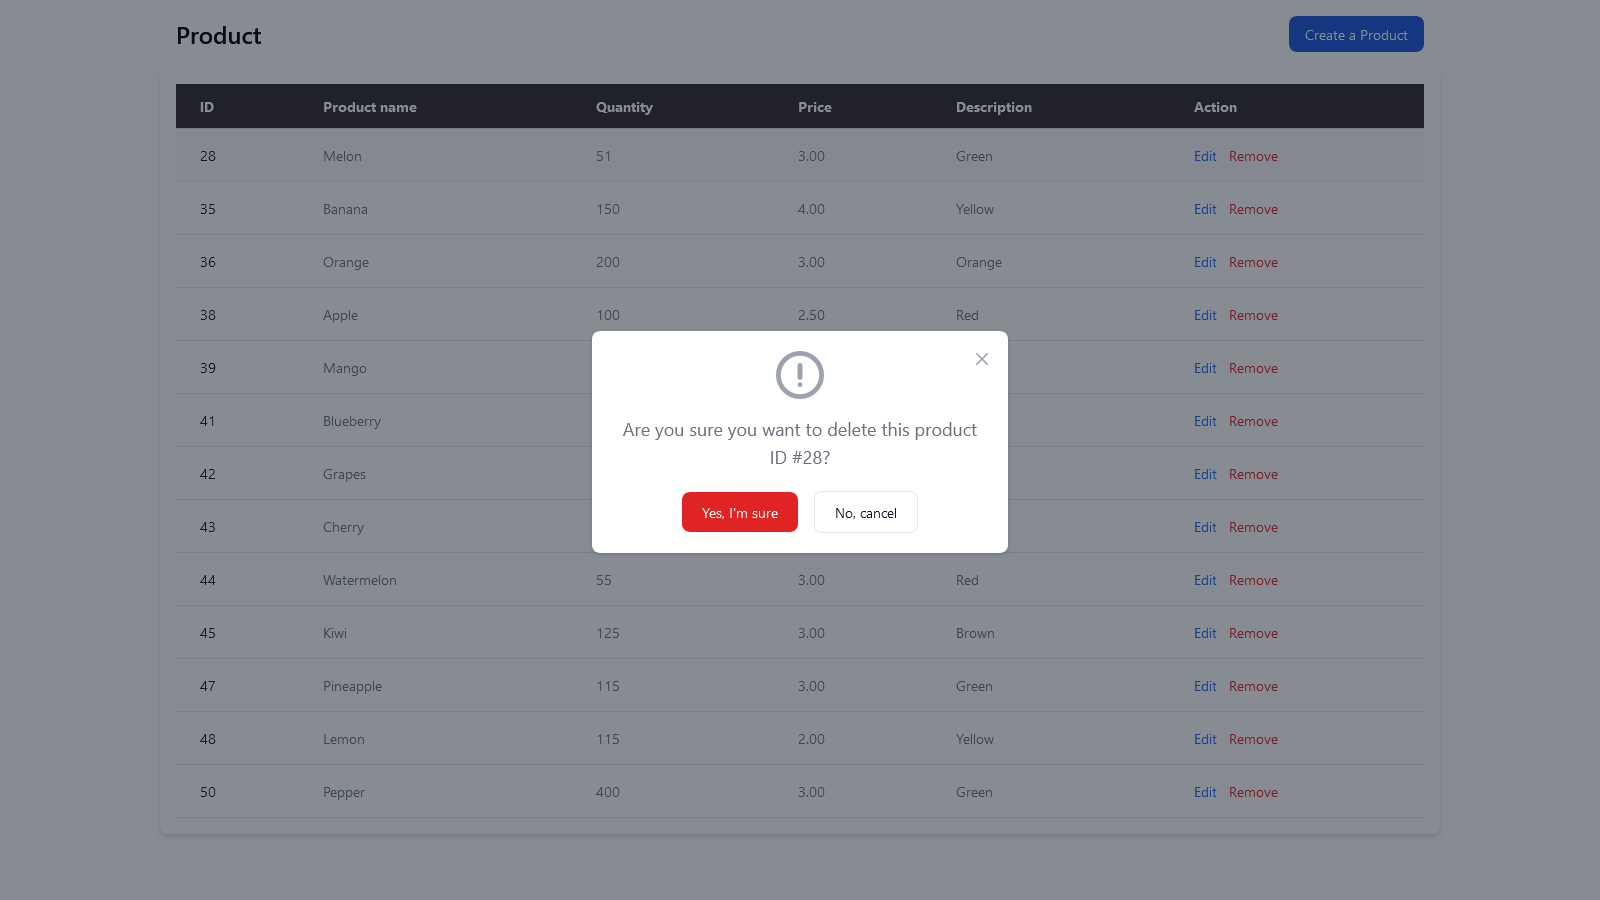 Product
Create a Product
ID Product name Quantity Price Description Action
28 Melon 51 3.00 Green Edit Remove
35 Banana 150 4.00 Yellow Edit Remove
36 Orange 200 3.00 Orange Edit Remove
38 Apple 100 2.50 Red Edit Remove
39 Mango Edit Remove
41 Blueberry Edit Remove
42 Grapes Edit Remove
43 Cherry Edit Remove
44 Watermelon 55 3.00 Red Edit Remove
45 Kiwi 125 3.00 Brown Edit Remove
47 Pineapple 115 3.00 Green Edit Remove
48 Lemon 115 2.00 Yellow Edit Remove
50 Pepper 400 3.00 Green Edit Remove
Are you sure you want to delete this product
ID #28?
Yes, I'm sure
No, cancel